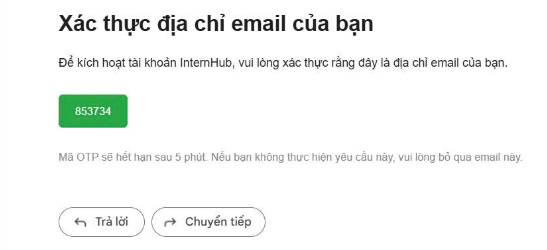 Xác thực địa chỉ email của bạn
Để kích hoạt tài khoản InternHub, vui lòng xác thực rằng đây là địa chỉ email của bạn.
853734
Mã OTP sẽ hết hạn sau 5 phút. Nếu bạn không thực hiện yêu cầu này, vui lòng bỏ qua email này.
Trả lời
Chuyển tiếp